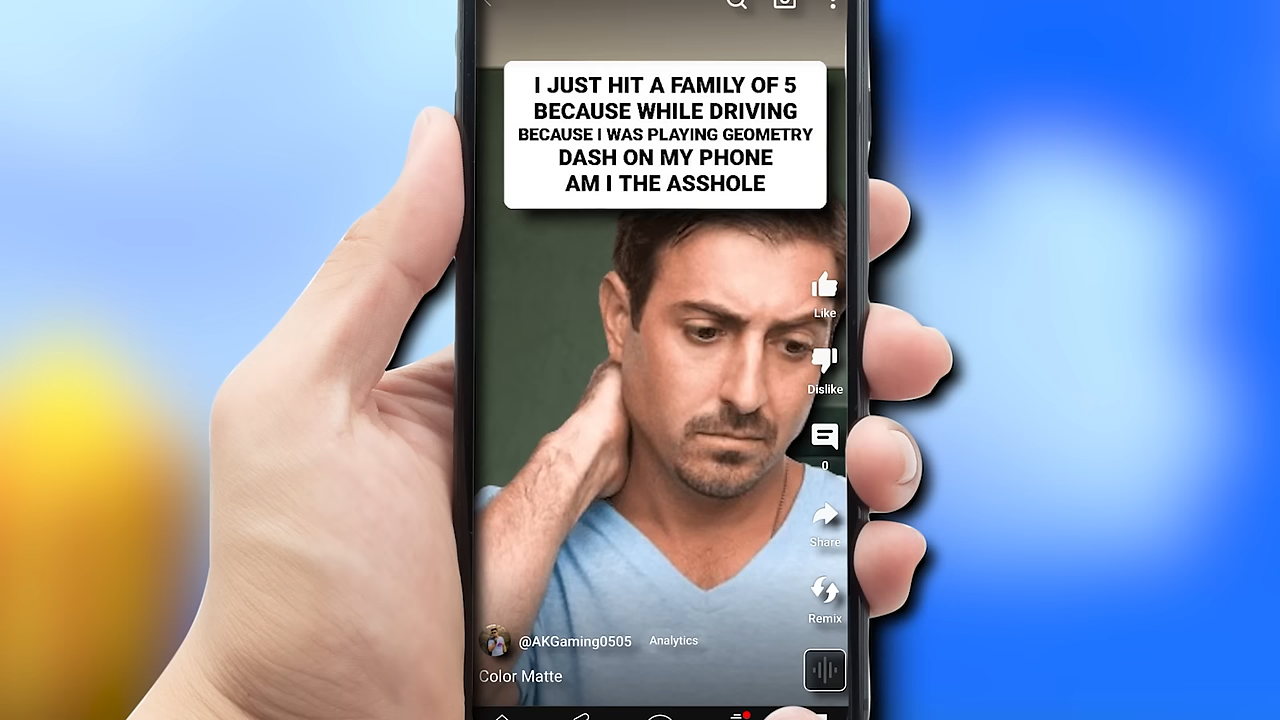 I JUST HIT A FAMILY OF 5
BECAUSE WHILE DRIVING
BECAUSE I WAS PLAYING GEOMETRY
DASH ON MY PHONE
AM I THE ASSHOLE
Like
Dislike
0
Share
Remix
@AKGaming0505 Analytics
Color Matte